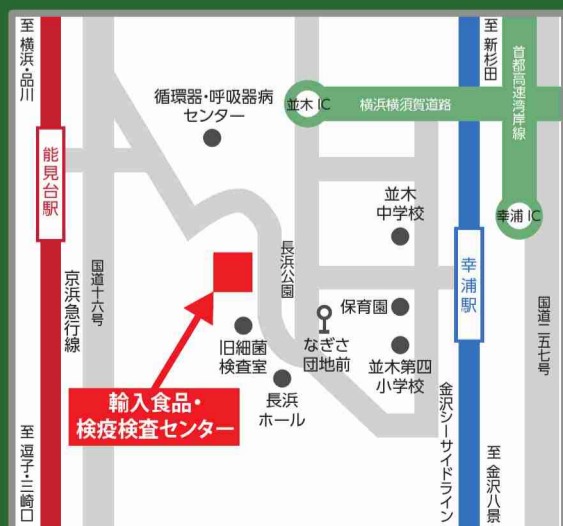 至 横浜・品川
能見台駅
京浜急行線
国道十六号
至 逗子・三崎口
循環器・呼吸器病
センター
並木 IC
横浜横須賀道路
至 新杉田
首都高速湾岸線
幸浦 IC
並木
中学校
幸浦駅
長浜公園
保育園
なぎさ
団地前
並木第四
小学校
旧細菌
検査室
長浜
ホール
輸入食品・
検疫検査センター
金沢シーサイドライン
至 金沢八景
国道三五七号